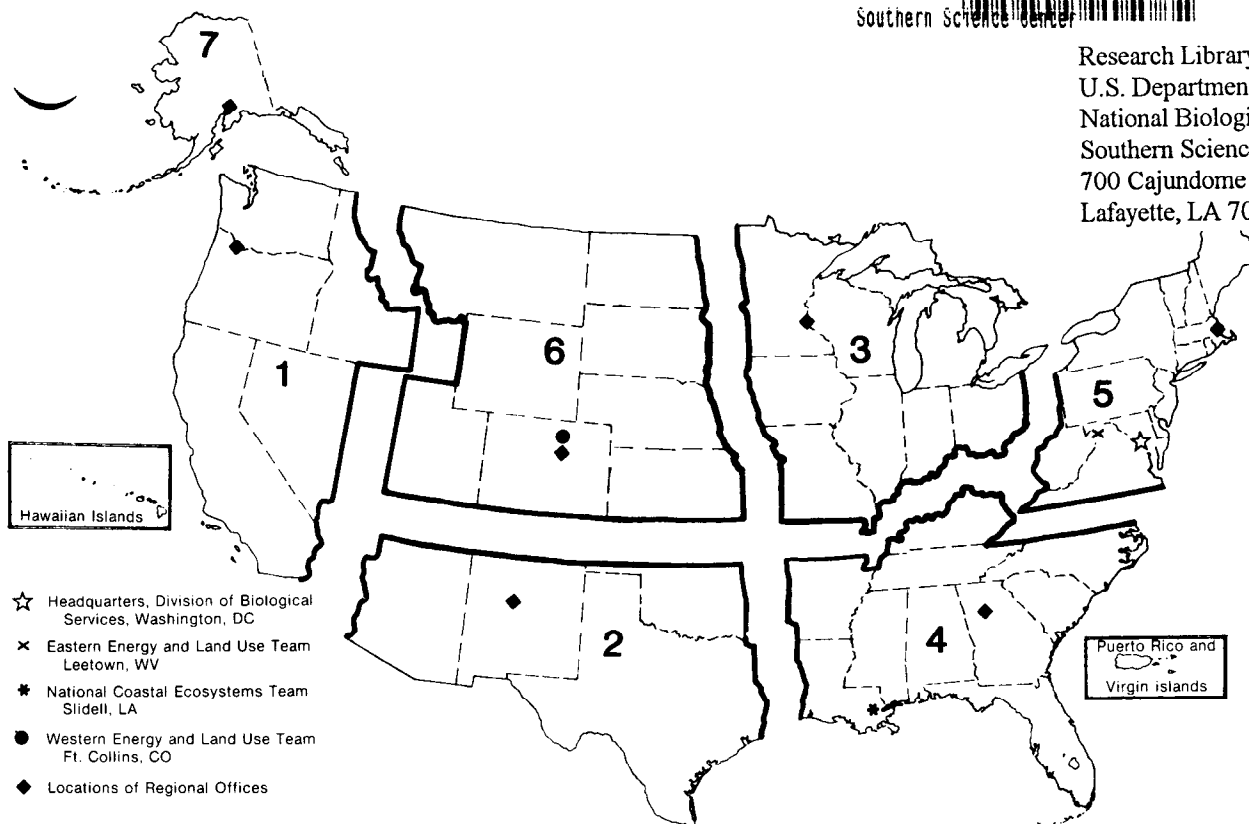 Southern Science Center
Research Library
U.S. Departmen
National Biologi
Southern Scienc
700 Cajundome
Lafayette, LA 70
7
6
3
1
5
Hawaiian Islands
2
4
Puerto Rico and
Virgin islands
Headquarters, Division of Biological
Services, Washington, DC
Eastern Energy and Land Use Team
Leetown, WV
National Coastal Ecosystems Team
Slidell, LA
Western Energy and Land Use Team
Ft. Collins, CO
Locations of Regional Offices